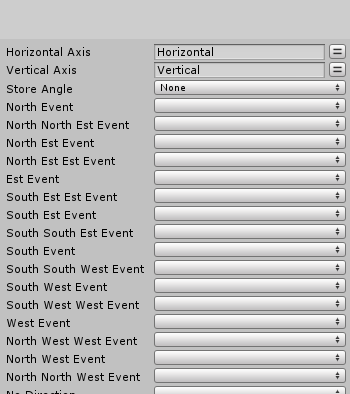 Horizontal Axis Horizontal
Vertical Axis Vertical
Store Angle None
North Event
North North Est Event
North Est Event
North Est Est Event
Est Event
South Est Est Event
South Est Event
South South Est Event
South Event
South South West Event
South West Event
South West West Event
West Event
North West West Event
North West Event
North North West Event
No Direction